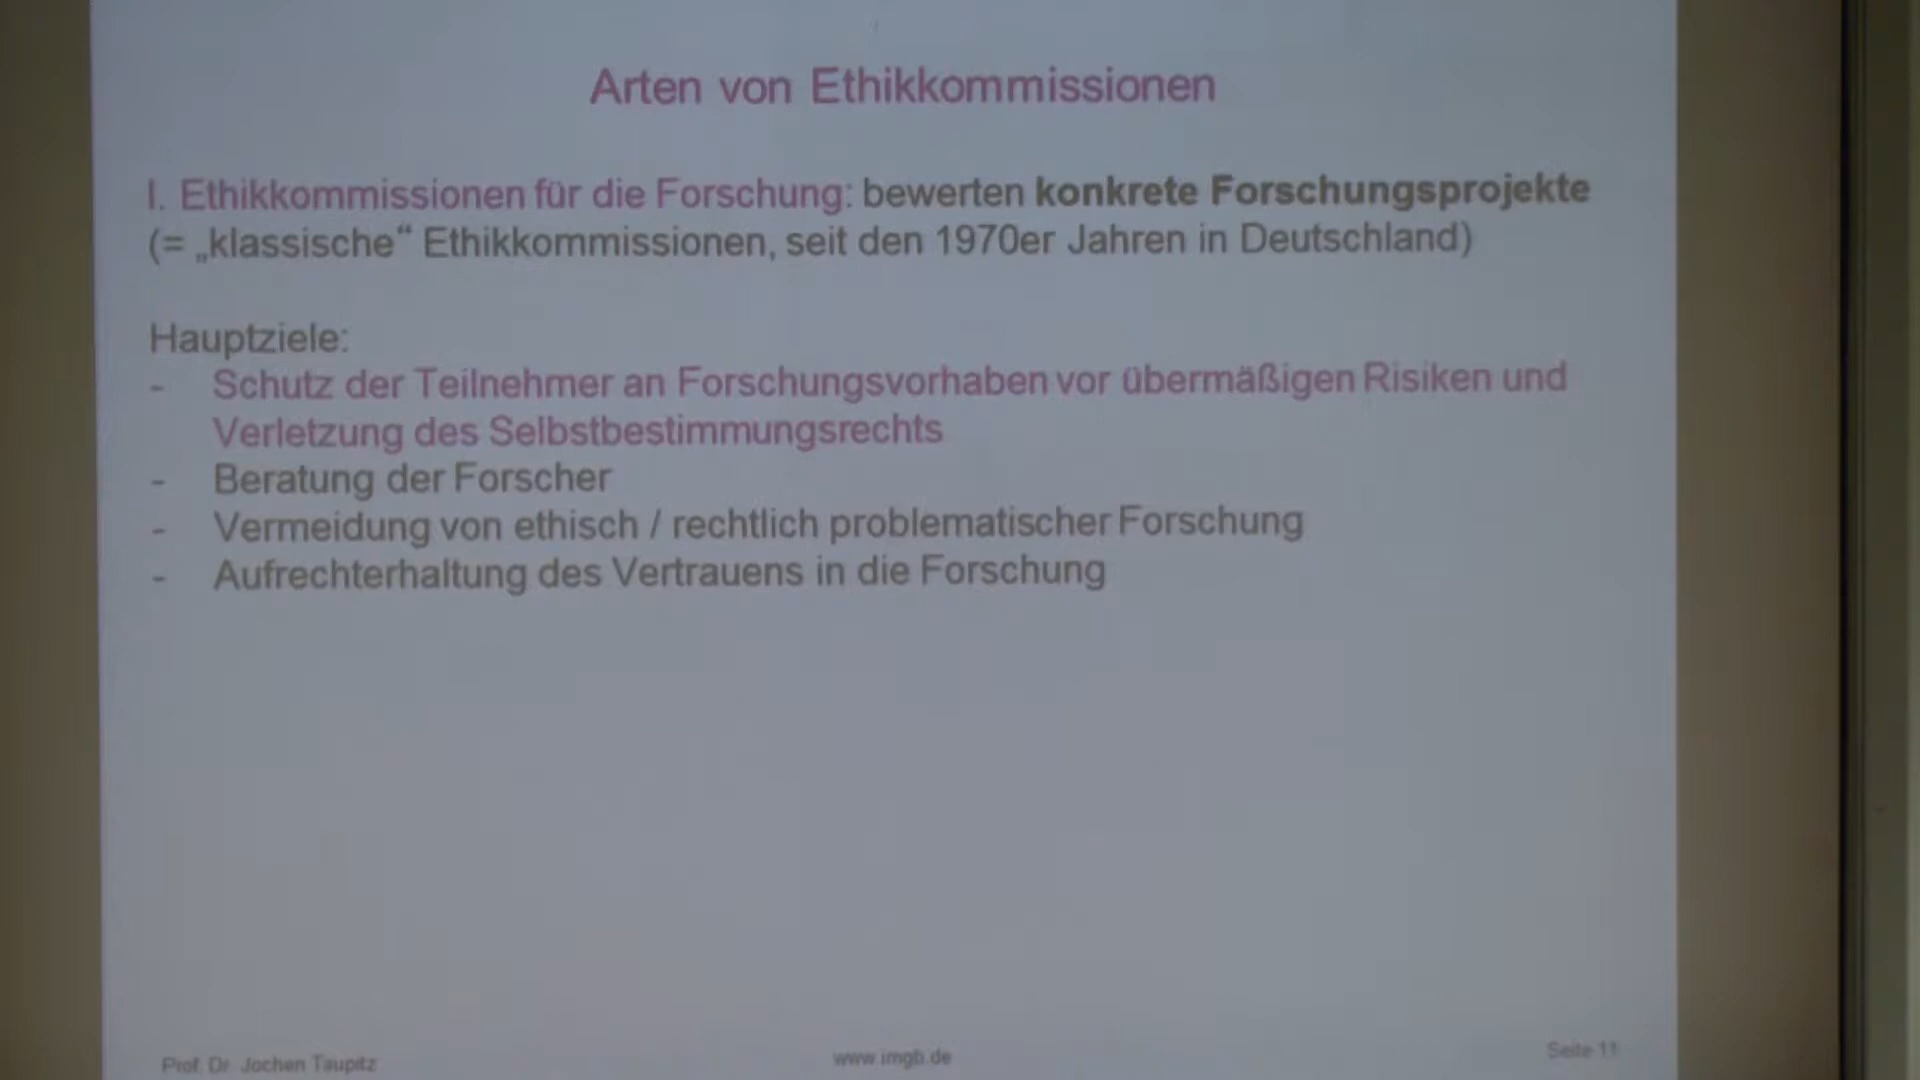 Arten von Ethikkommissionen
I. Ethikkommissionen für die Forschung: bewerten konkrete Forschungsprojekte
(= „klassische“ Ethikkommissionen, seit den 1970er Jahren in Deutschland)
Hauptziele:
- Schutz der Teilnehmer an Forschungsvorhaben vor übermäßigen Risiken und
Verletzung des Selbstbestimmungsrechts
- Beratung der Forscher
- Vermeidung von ethisch / rechtlich problematischer Forschung
- Aufrechterhaltung des Vertrauens in die Forschung
Prof. Dr. Jochen Taupitz
www.imgb.de
Seite 11